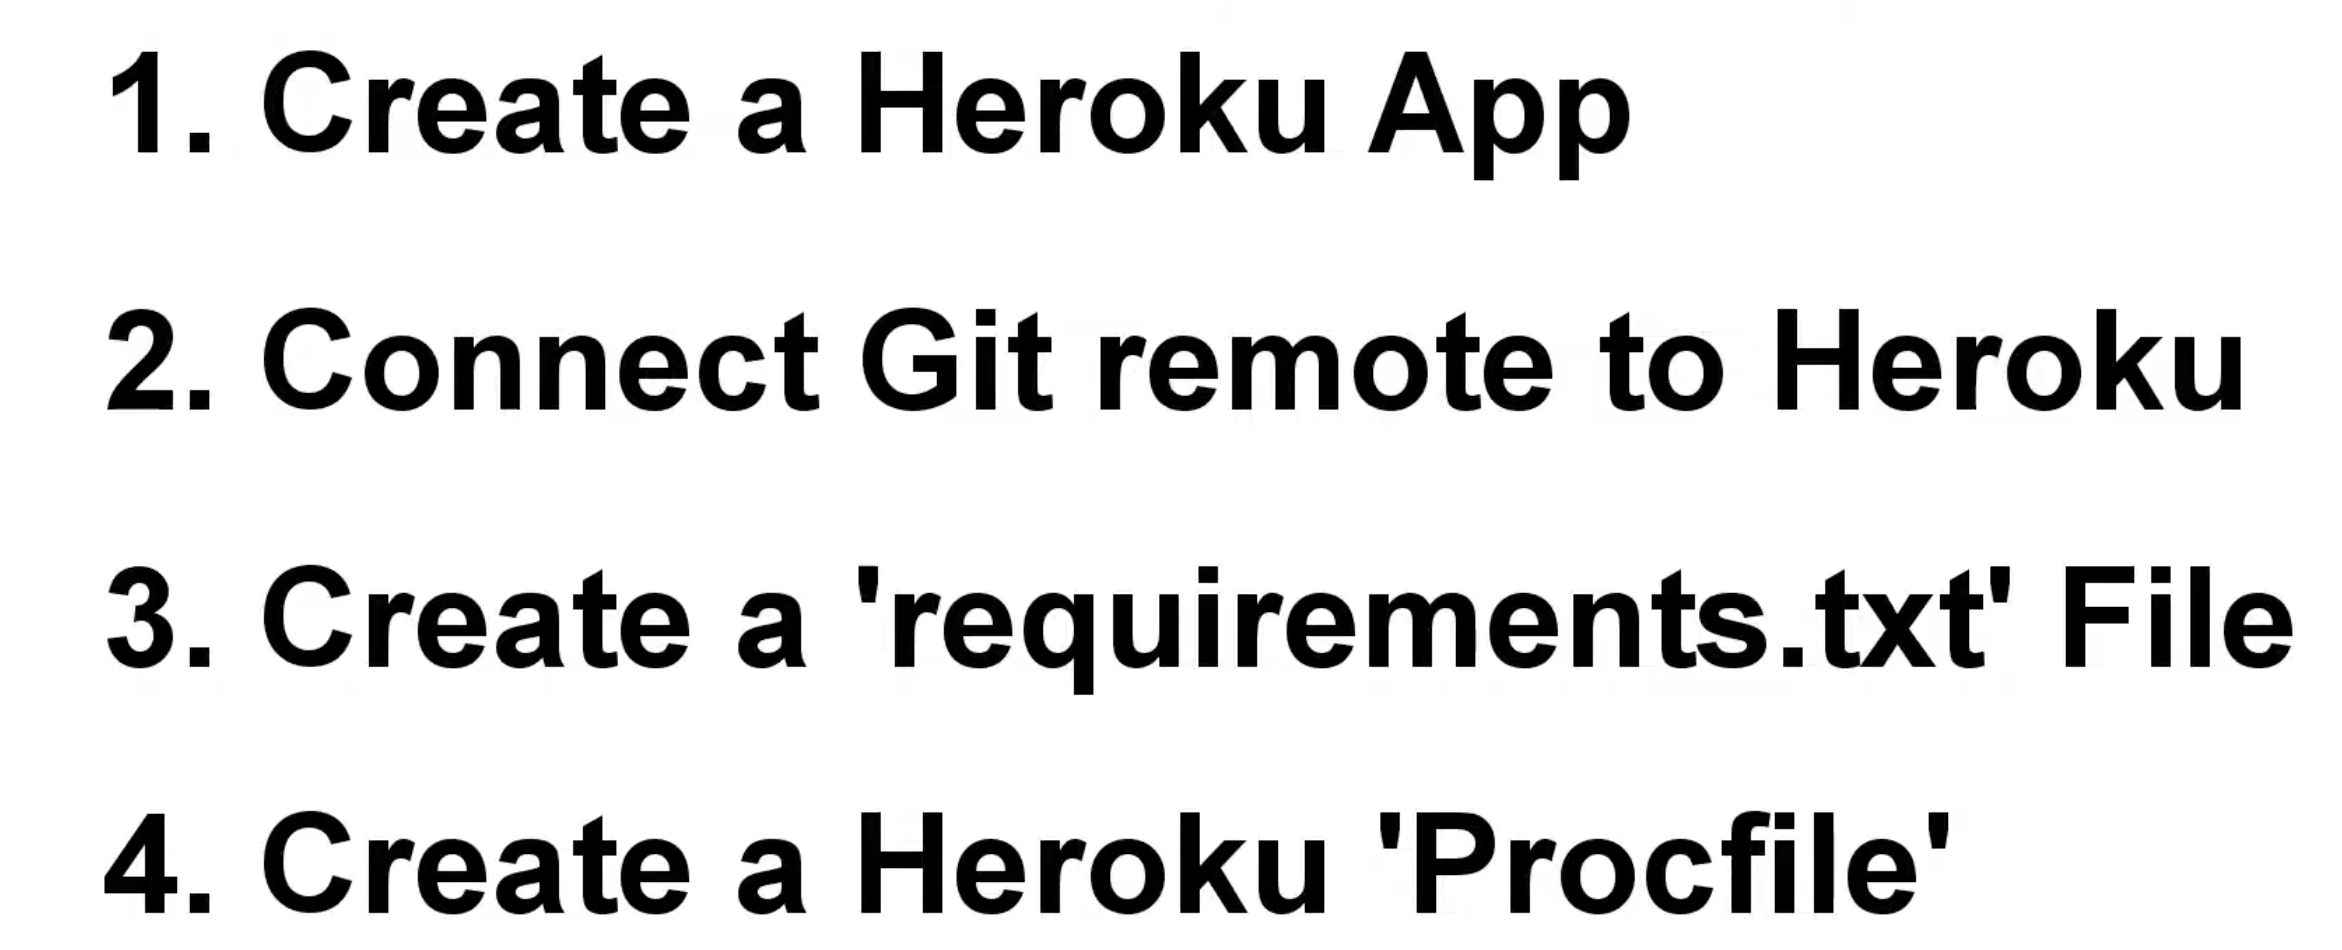 1. Create a Heroku App
2. Connect Git remote to Heroku
3. Create a 'requirements.txt' File
4. Create a Heroku 'Procfile'